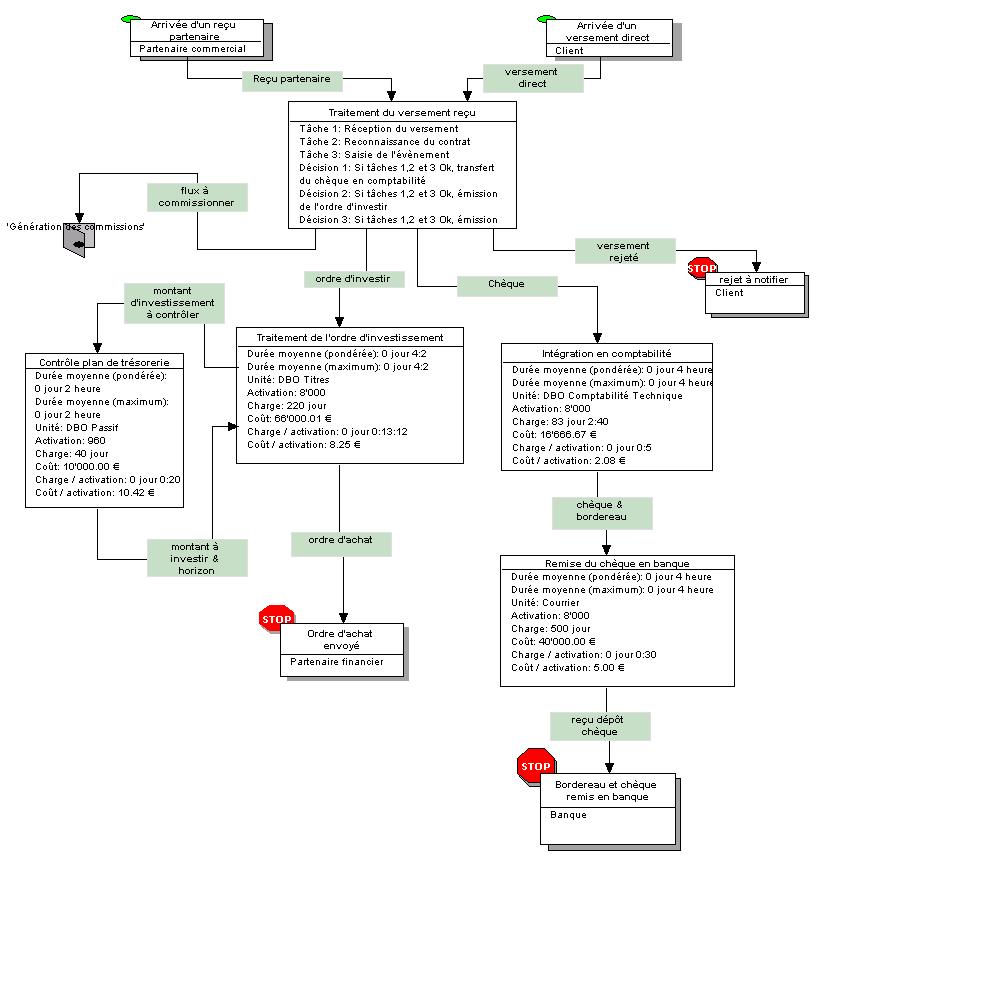 Arrivée d'un reçu
partenaire
Partenaire commercial
Arrivée d'un
versement direct
Client
Reçu partenaire
versement
direct
Traitement du versement reçu
Tâche 1: Réception du versement
Tâche 2: Reconnaissance du contrat
Tâche 3: Saisie de l'évènement
Décision 1: Si tâches 1,2 et 3 Ok, transfert
du chèque en comptabilité
Décision 2: Si tâches 1,2 et 3 Ok, émission
de l'ordre d'investir
Décision 3: Si tâches 1,2 et 3 Ok, émission
flux à
commissionner
'Génération des commissions'
versement
rejeté
STOP
rejet à notifier
Client
ordre d'investir
Chèque
montant
d'investissement
à contrôler
Contrôle plan de trésorerie
Durée moyenne (pondérée):
0 jour 2 heure
Durée moyenne (maximum):
0 jour 2 heure
Unité: DBO Passif
Activation: 960
Charge: 40 jour
Coût: 10'000.00 €
Charge / activation: 0 jour 0:20
Coût / activation: 10.42 €
Traitement de l'ordre d'investissement
Durée moyenne (pondérée): 0 jour 4:2
Durée moyenne (maximum): 0 jour 4:2
Unité: DBO Titres
Activation: 8'000
Charge: 220 jour
Coût: 66'000.01 €
Charge / activation: 0 jour 0:13:12
Coût / activation: 8.25 €
Intégration en comptabilité
Durée moyenne (pondérée): 0 jour 4 heure
Durée moyenne (maximum): 0 jour 4 heure
Unité: DBO Comptabilité Technique
Activation: 8'000
Charge: 83 jour 2:40
Coût: 16'666.67 €
Charge / activation: 0 jour 0:5
Coût / activation: 2.08 €
montant à
investir &
horizon
ordre d'achat
chèque &
bordereau
STOP
Ordre d'achat
envoyé
Partenaire financier
Remise du chèque en banque
Durée moyenne (pondérée): 0 jour 4 heure
Durée moyenne (maximum): 0 jour 4 heure
Unité: Courrier
Activation: 8'000
Charge: 500 jour
Coût: 40'000.00 €
Charge / activation: 0 jour 0:30
Coût / activation: 5.00 €
reçu dépôt
chèque
STOP
Bordereau et chèque
remis en banque
Banque